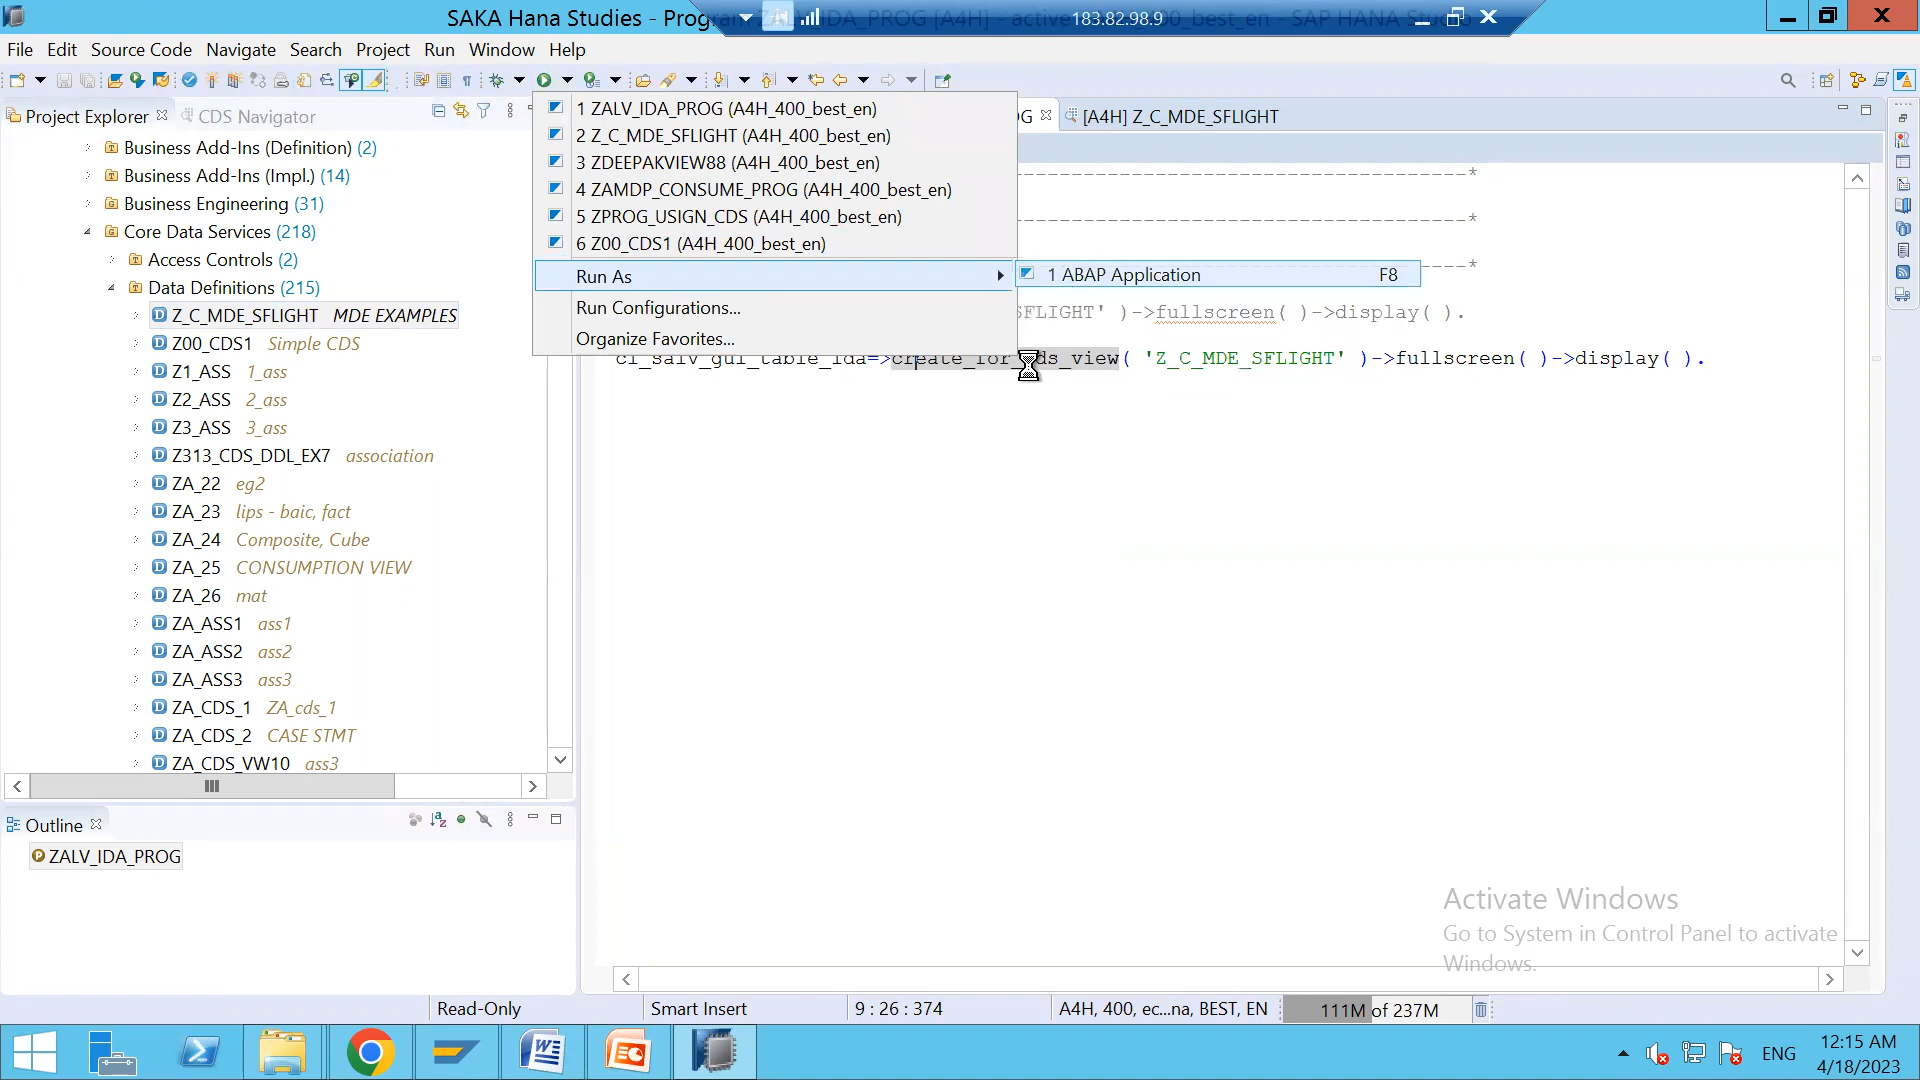 SAKA Hana Studies - Progr
183.82.98.9
File Edit Source Code Navigate Search Project Run Window Help
Project Explorer
CDS Navigator
[A4H] Z_C_MDE_SFLIGHT
Business Add-Ins (Definition) (2)
Business Add-Ins (Impl.) (14)
Business Engineering (31)
Core Data Services (218)
Access Controls (2)
Data Definitions (215)
Z_C_MDE_SFLIGHT MDE EXAMPLES
Z00_CDS1 Simple CDS
Z1_ASS 1_ass
Z2_ASS 2_ass
Z3_ASS 3_ass
Z313_CDS_DDL_EX7 association
ZA_22 eg2
ZA_23 lips - baic, fact
ZA_24 Composite, Cube
ZA_25 CONSUMPTION VIEW
ZA_26 mat
ZA_ASS1 ass1
ZA_ASS2 ass2
ZA_ASS3 ass3
ZA_CDS_1 ZA_cds_1
ZA_CDS_2 CASE STMT
ZA_CDS_VW10 ass3
1 ZALV_IDA_PROG (A4H_400_best_en)
2 Z_C_MDE_SFLIGHT (A4H_400_best_en)
3 ZDEEPAKVIEW88 (A4H_400_best_en)
4 ZAMDP_CONSUME_PROG (A4H_400_best_en)
5 ZPROG_USIGN_CDS (A4H_400_best_en)
6 Z00_CDS1 (A4H_400_best_en)
Run As
1 ABAP Application F8
Run Configurations...
Organize Favorites...
SFLIGHT' )->fullscreen( )->display( ).
cl_salv_gui_table_ida=>create_for_cds_view( 'Z_C_MDE_SFLIGHT' )->fullscreen( )->display( ).
Outline
ZALV_IDA_PROG
Activate Windows
Go to System in Control Panel to activate
Windows.
Read-Only
Smart Insert
9 : 26 : 374
A4H, 400, ec...na, BEST, EN
111M of 237M
ENG
12:15 AM
4/18/2023